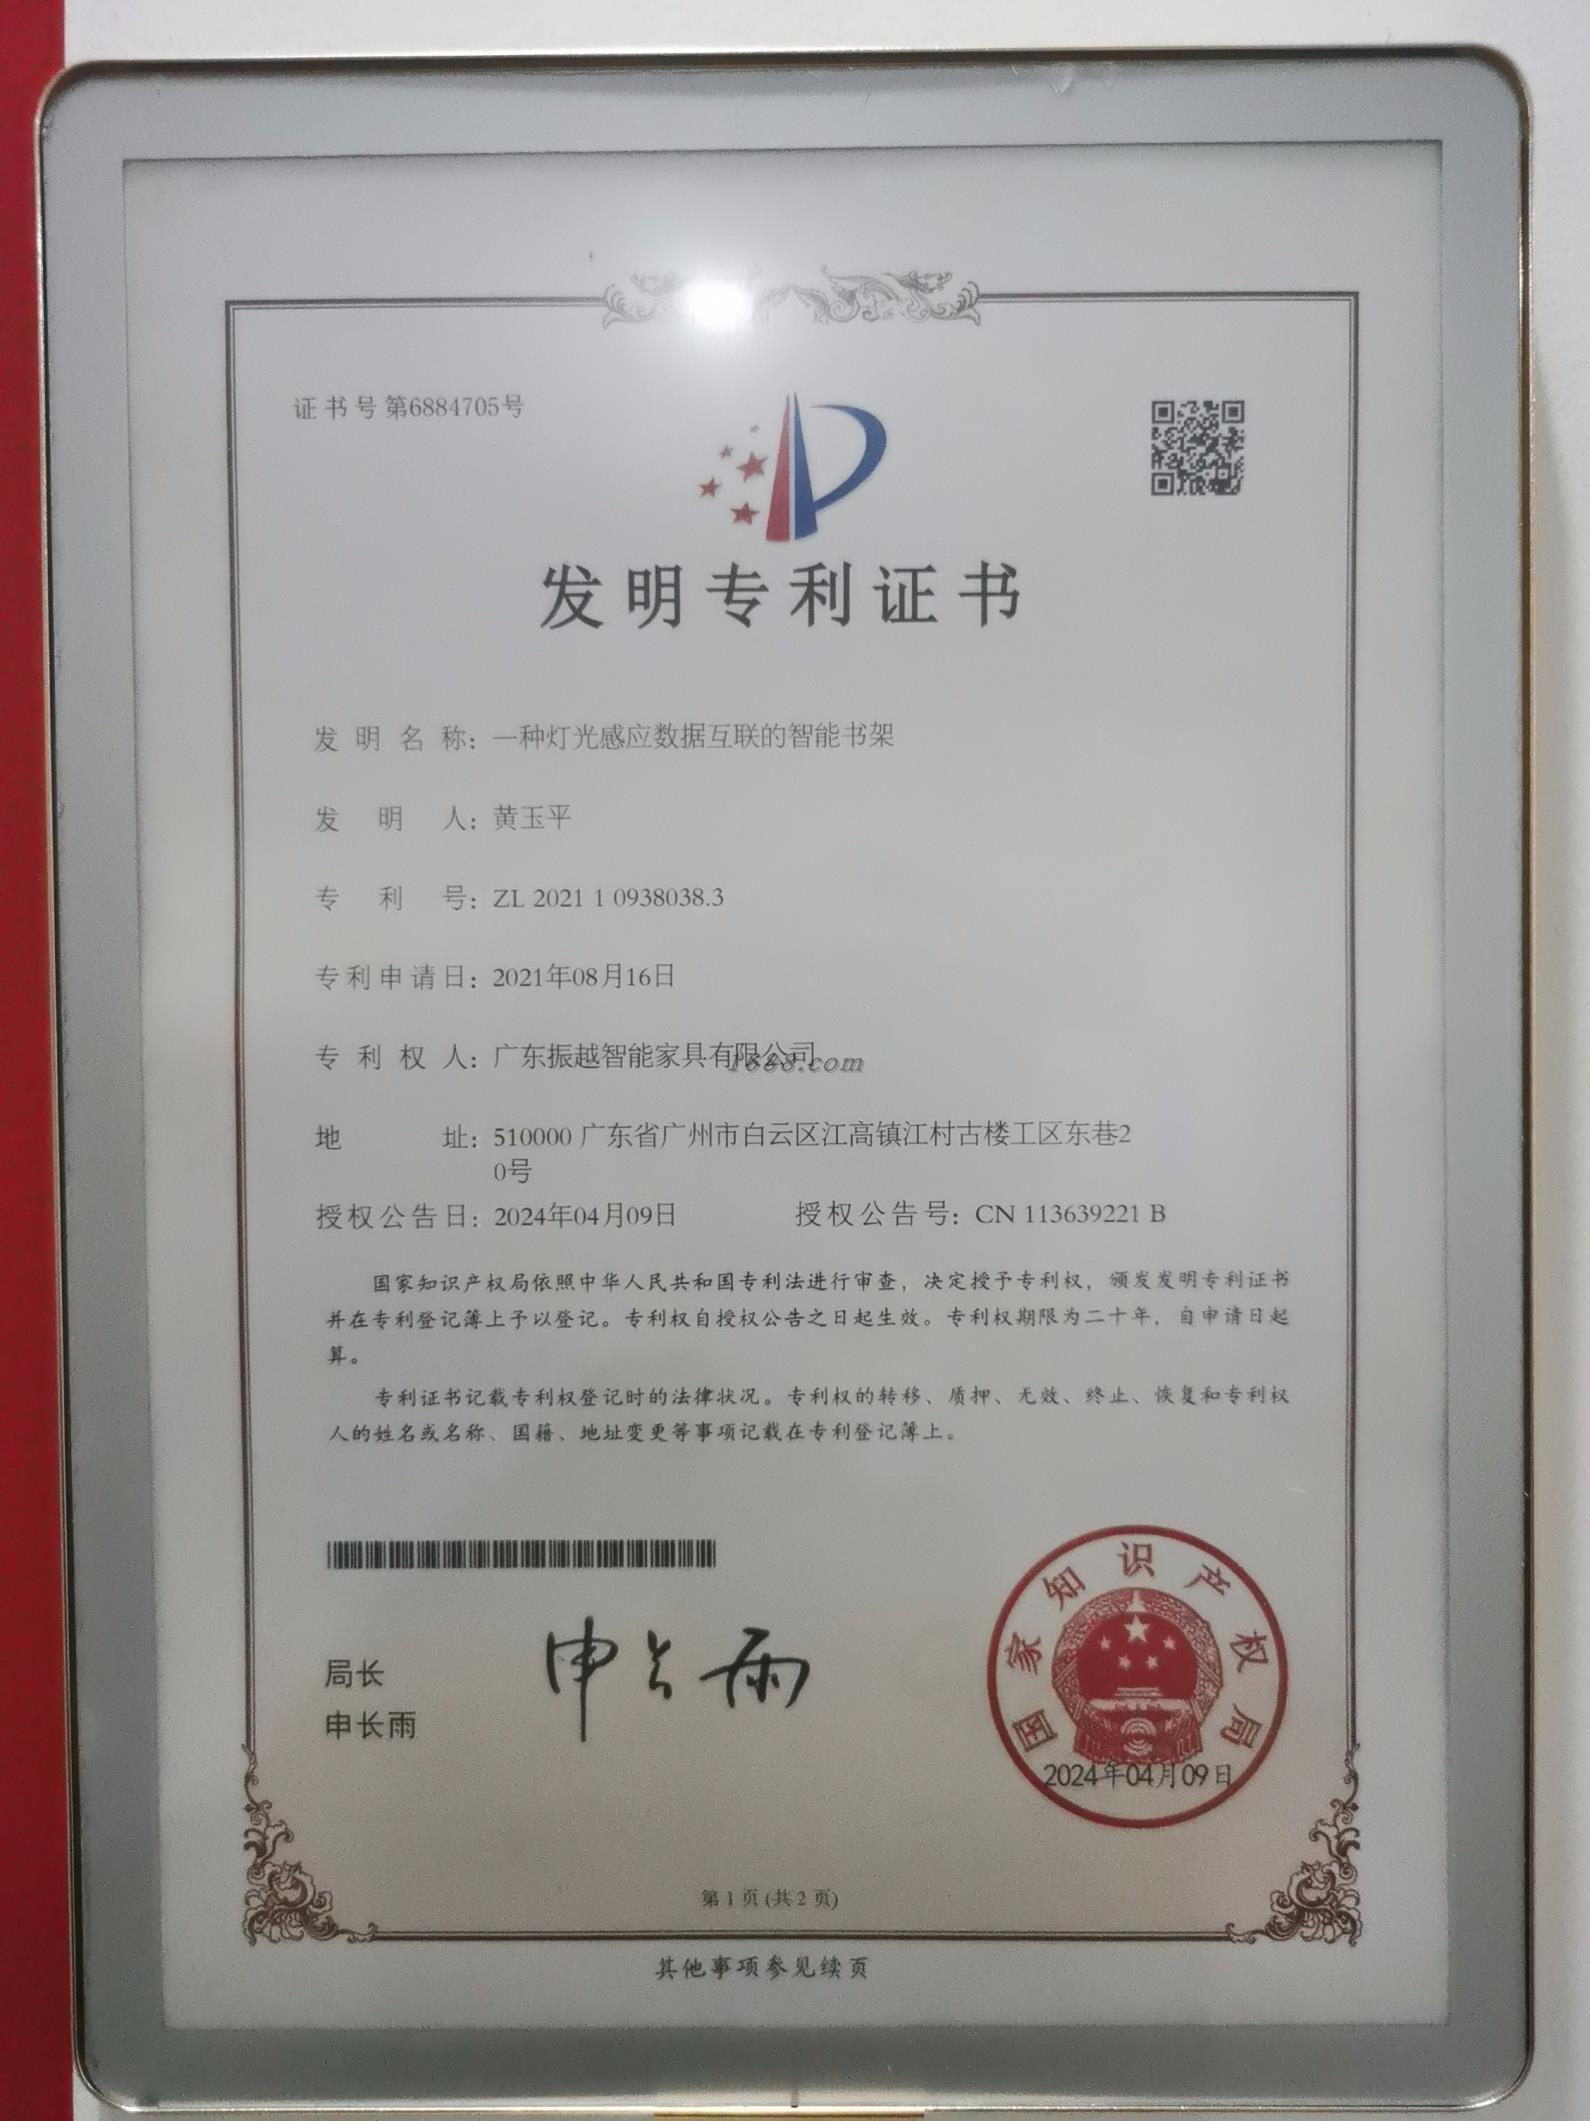 证书号第6884705号
发明专利证书
发明名称：一种灯光感应数据互联的智能书架
发明人：黄玉平
专利号：ZL 2021 1 0938038.3
专利申请日：2021年08月16日
专利权人：广东振越智能家具有限公司
1688.com
地址：510000 广东省广州市白云区江高镇江村古楼工区东巷2
0号
授权公告日：2024年04月09日 授权公告号：CN 113639221 B
国家知识产权局依照中华人民共和国专利法进行审查，决定授予专利权，颁发发明专利证书
并在专利登记簿上予以登记。专利权自授权公告之日起生效。专利权期限为二十年，自申请日起
算。
专利证书记载专利权登记时的法律状况。专利权的转移、质押、无效、终止、恢复和专利权
人的姓名或名称、国籍、地址变更等事项记载在专利登记簿上。
局长
申长雨
申长雨
国家知识产权局
2024年04月09日
第1页(共2页)
其他事项参见续页